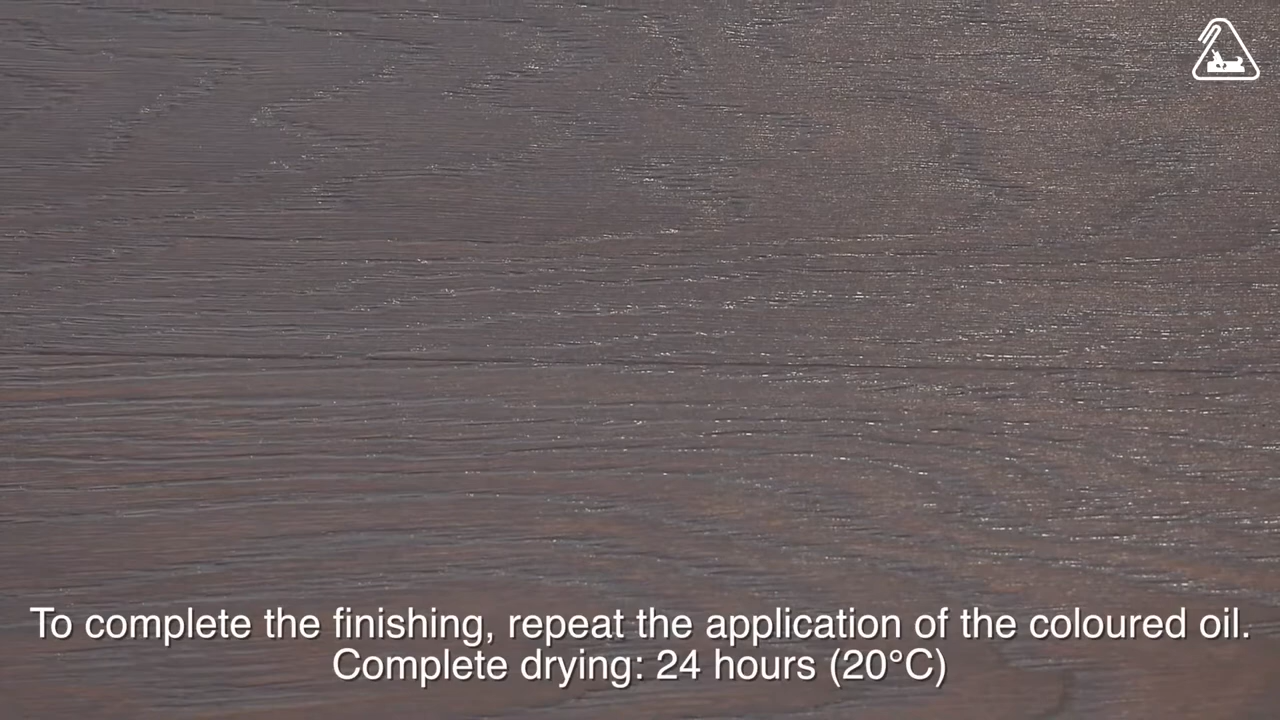 To complete the finishing, repeat the application of the coloured oil.
Complete drying: 24 hours (20°C)